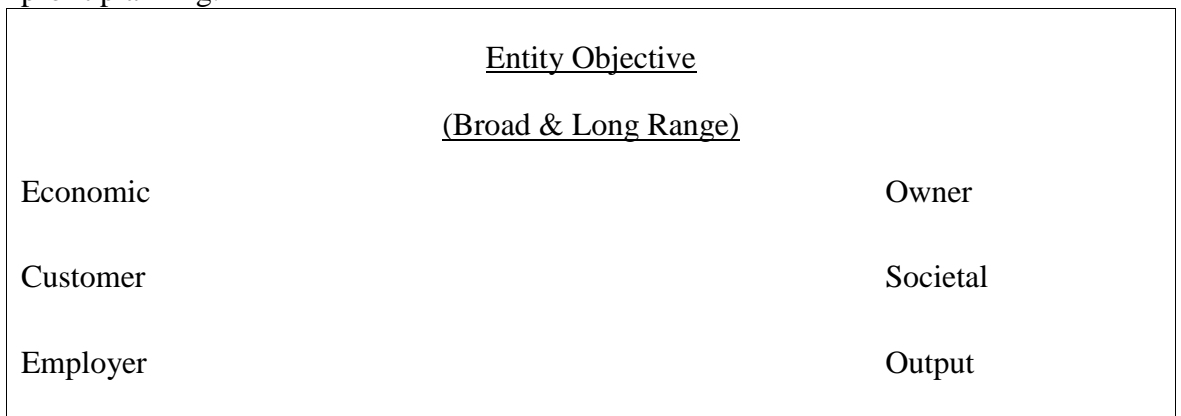 Entity Objective
(Broad & Long Range)
Economic Owner
Customer Societal
Employer Output